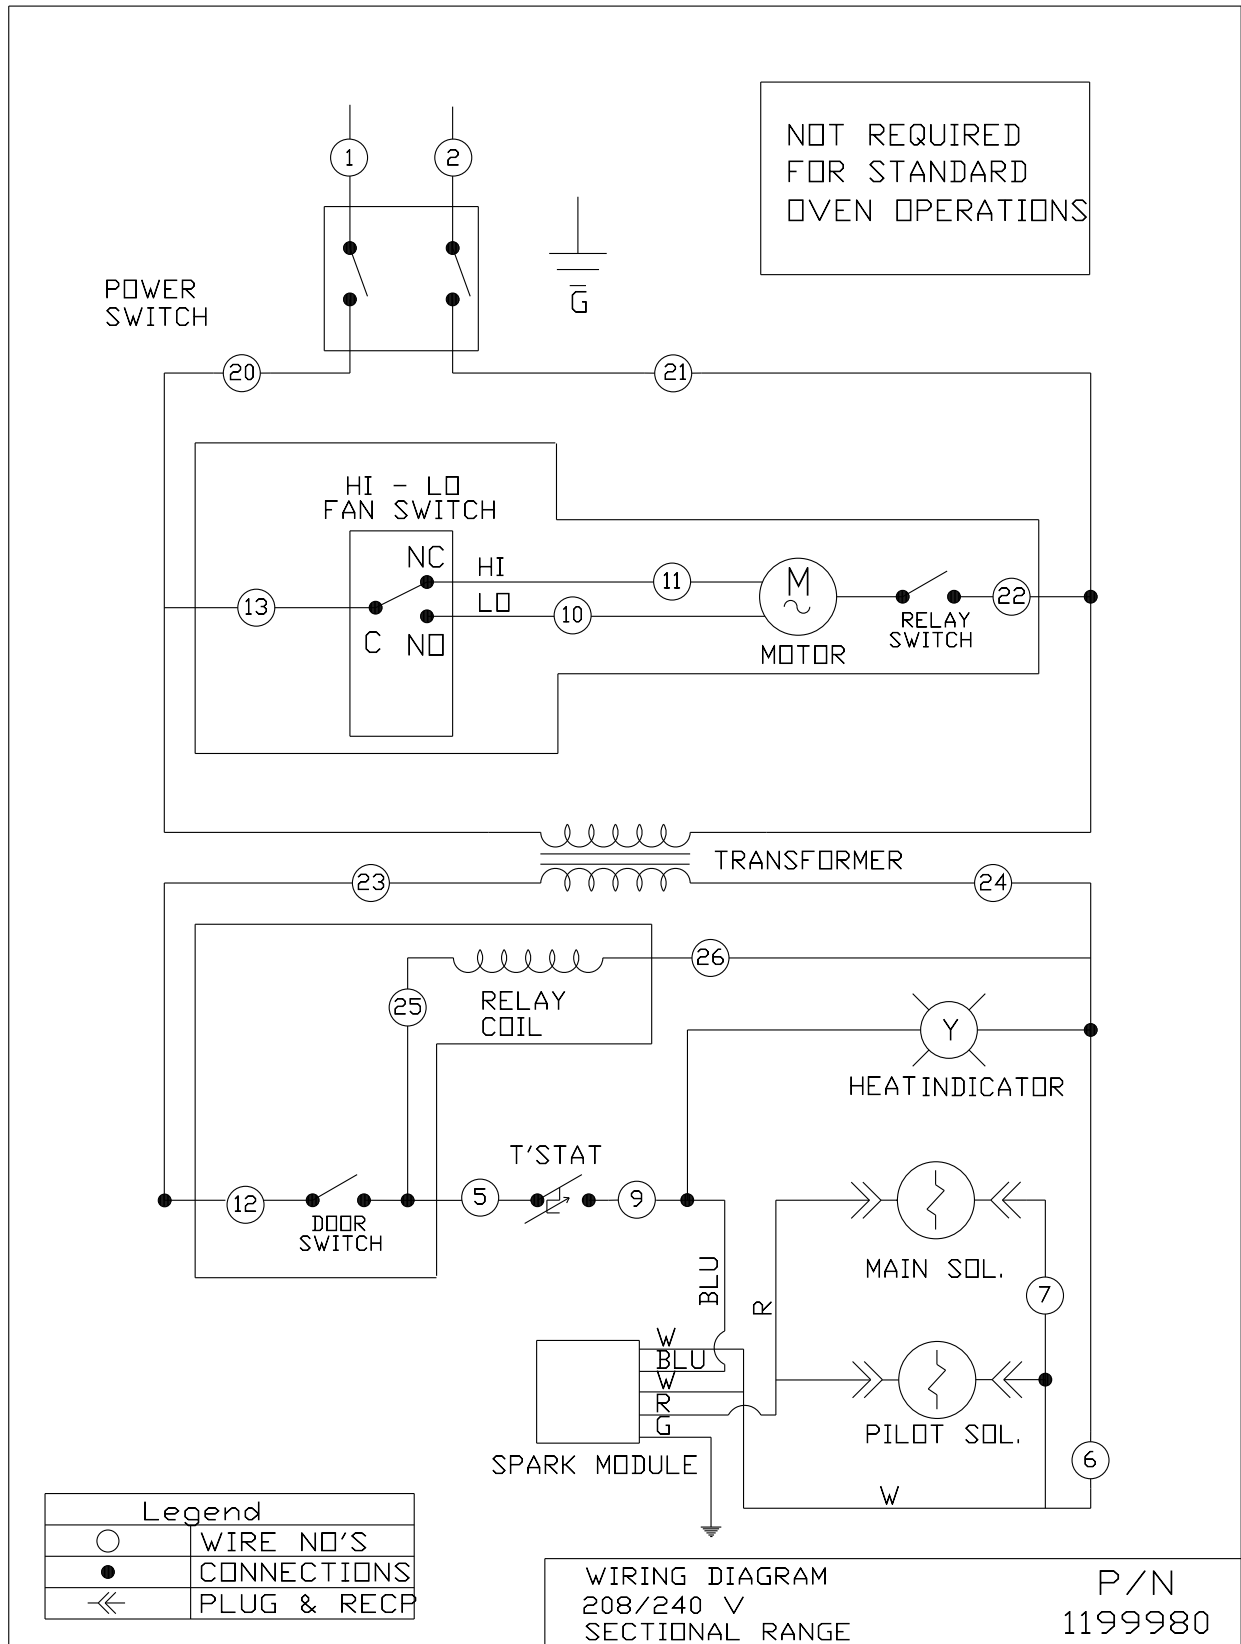 NOT REQUIRED
FOR STANDARD
OVEN OPERATIONS
1
2
POWER
SWITCH
G
20
21
HI - LO
FAN SWITCH
NC
HI
11
M
13
LO
10
22
C
NO
MOTOR
RELAY
SWITCH
TRANSFORMER
23
24
26
25
RELAY
COIL
Y
HEAT INDICATOR
T'STAT
12
5
9
DOOR
SWITCH
BLU
MAIN SOL.
R
7
W
BLU
W
R
G
PILOT SOL.
SPARK MODULE
6
W
Legend
WIRE NO'S
CONNECTIONS
PLUG & RECP
WIRING DIAGRAM
208/240 V
SECTIONAL RANGE
P/N
1199980